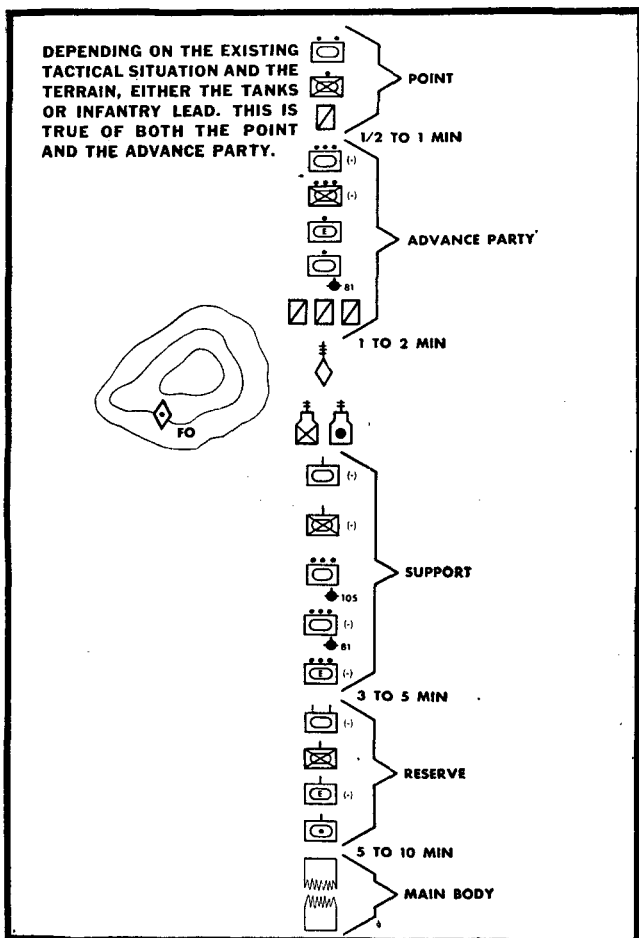 DEPENDING ON THE EXISTING
TACTICAL SITUATION AND THE
TERRAIN, EITHER THE TANKS
OR INFANTRY LEAD. THIS IS
TRUE OF BOTH THE POINT
AND THE ADVANCE PARTY.
POINT
1/2 TO 1 MIN
(-)
(-)
E
ADVANCE PARTY
81
1 TO 2 MIN
FO
(-)
(-)
SUPPORT
105
(-)
81
E (-)
3 TO 5 MIN
(-)
RESERVE
E (-)
5 TO 10 MIN
MAIN BODY